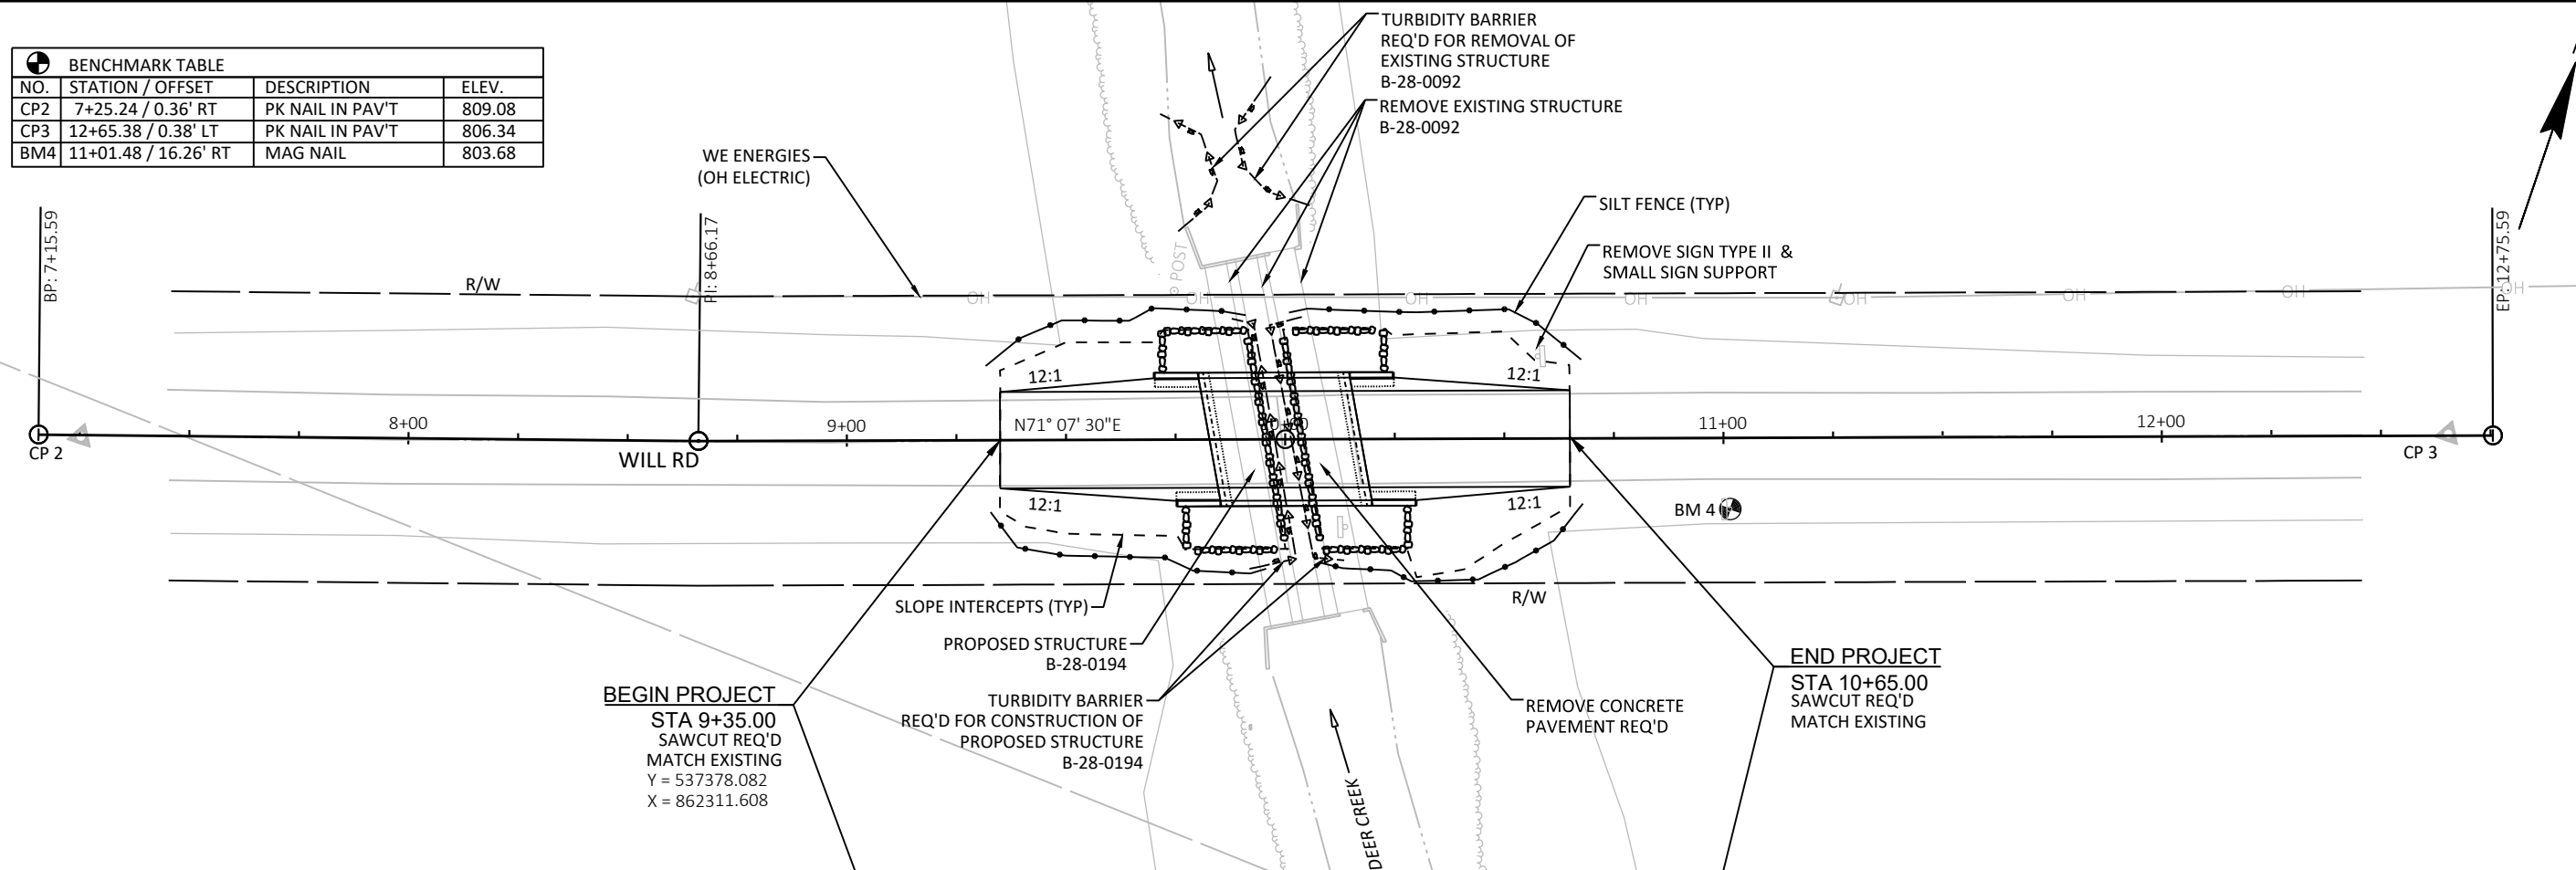 BENCHMARK TABLE
NO. STATION / OFFSET DESCRIPTION ELEV.
CP2 7+25.24 / 0.36' RT PK NAIL IN PAV'T 809.08
CP3 12+65.38 / 0.38' LT PK NAIL IN PAV'T 806.34
BM4 11+01.48 / 16.26' RT MAG NAIL 803.68
TURBIDITY BARRIER
REQ'D FOR REMOVAL OF
EXISTING STRUCTURE
B-28-0092
REMOVE EXISTING STRUCTURE
B-28-0092
WE ENERGIES
(OH ELECTRIC)
SILT FENCE (TYP)
REMOVE SIGN TYPE II &
SMALL SIGN SUPPORT
BP: 7+15.59
PI: 8+66.17
EP: 12+75.59
R/W
POST
OH
OH
OH
OH
OH
OH
OH
OH
12:1
12:1
8+00
9+00
N71° 07' 30"E
11+00
12+00
CP 2
WILL RD
CP 3
12:1
12:1
BM 4
R/W
SLOPE INTERCEPTS (TYP)
PROPOSED STRUCTURE
B-28-0194
TURBIDITY BARRIER
REQ'D FOR CONSTRUCTION OF
PROPOSED STRUCTURE
B-28-0194
BEGIN PROJECT
STA 9+35.00
SAWCUT REQ'D
MATCH EXISTING
Y = 537378.082
X = 862311.608
REMOVE CONCRETE
PAVEMENT REQ'D
END PROJECT
STA 10+65.00
SAWCUT REQ'D
MATCH EXISTING
DEER CREEK